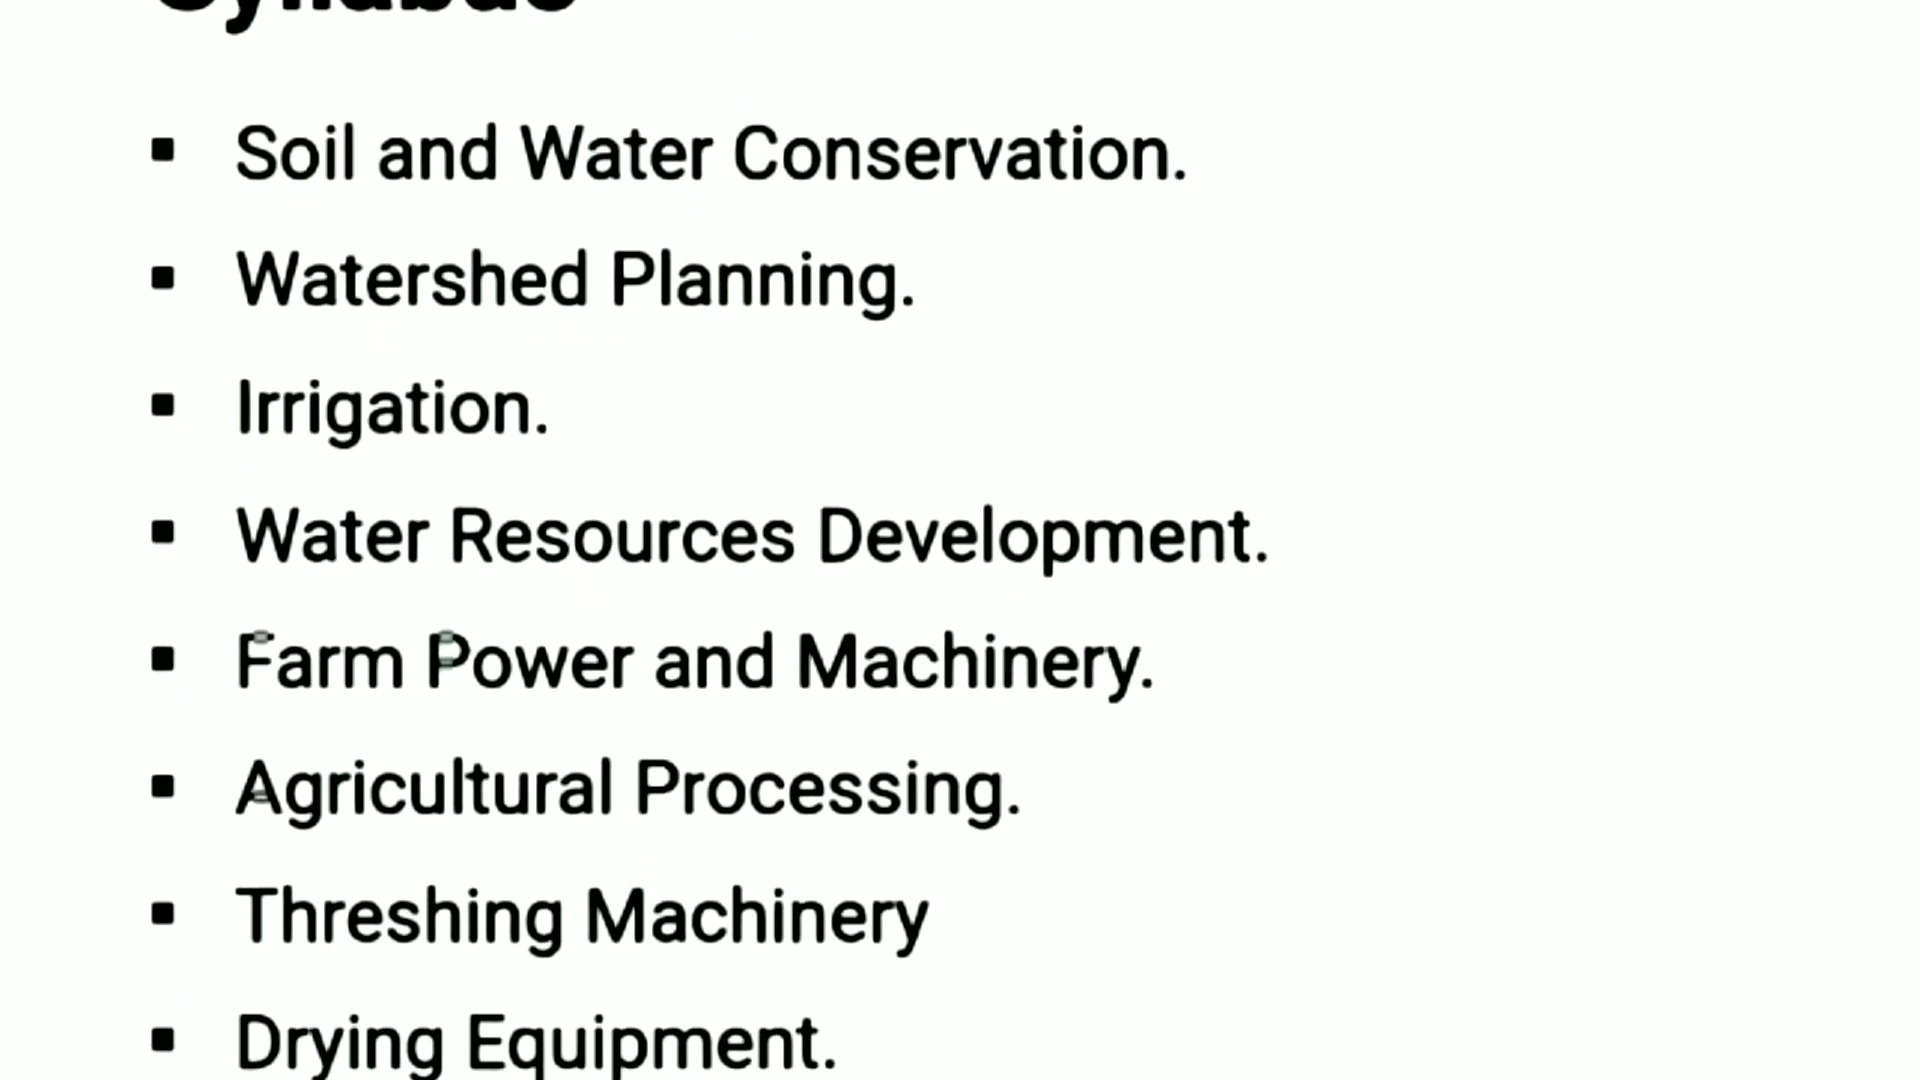 Syllabus
▪ Soil and Water Conservation.
▪ Watershed Planning.
▪ Irrigation.
▪ Water Resources Development.
▪ Farm Power and Machinery.
▪ Agricultural Processing.
▪ Threshing Machinery
▪ Drying Equipment.